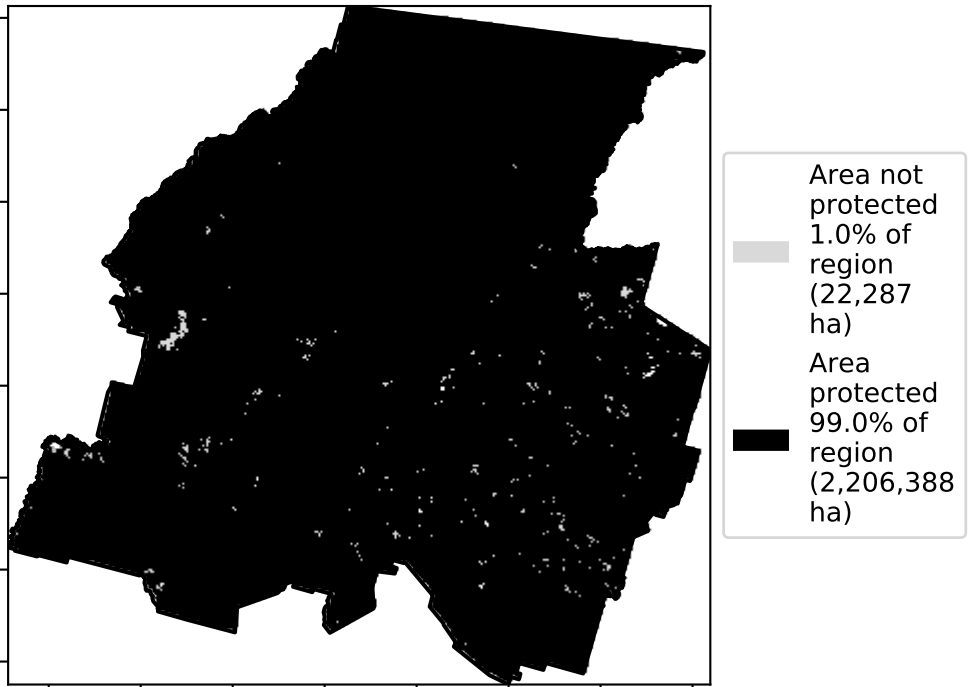 Area not
protected
1.0% of
region
(22,287
ha)
Area
protected
99.0% of
region
(2,206,388
ha)